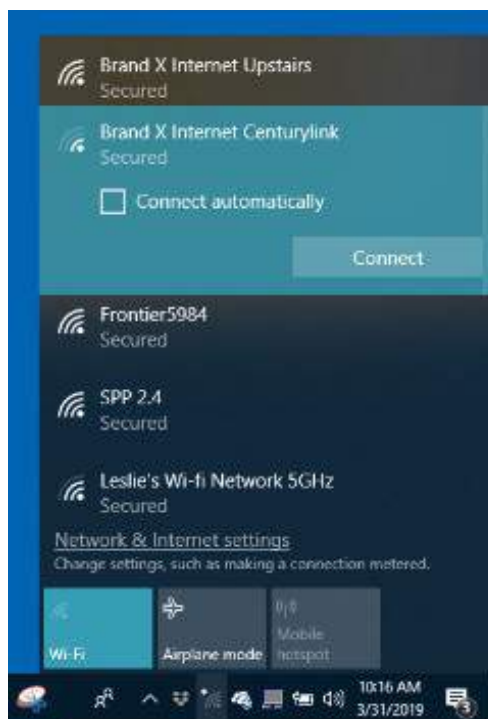 Brand X Internet Upstairs
Secured
Brand X Internet Centurylink
Secured
Connect automatically
Connect
Frontier5984
Secured
SPP 2.4
Secured
Leslie's Wi-fi Network 5GHz
Secured
Network & Internet settings
Change settings, such as making a connection metered.
Wi-Fi
Airplane mode
Mobile
hotspot
10:16 AM
3/31/2019
3